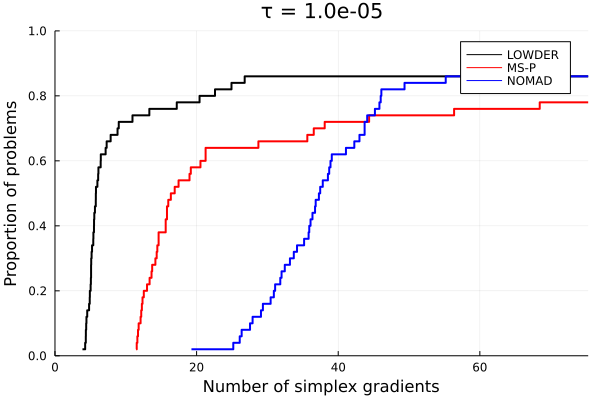 τ = 1.0e-05
LOWDER
MS-P
NOMAD
Proportion of problems
1.0
0.8
0.6
0.4
0.2
0.0
0
20
40
60
Number of simplex gradients